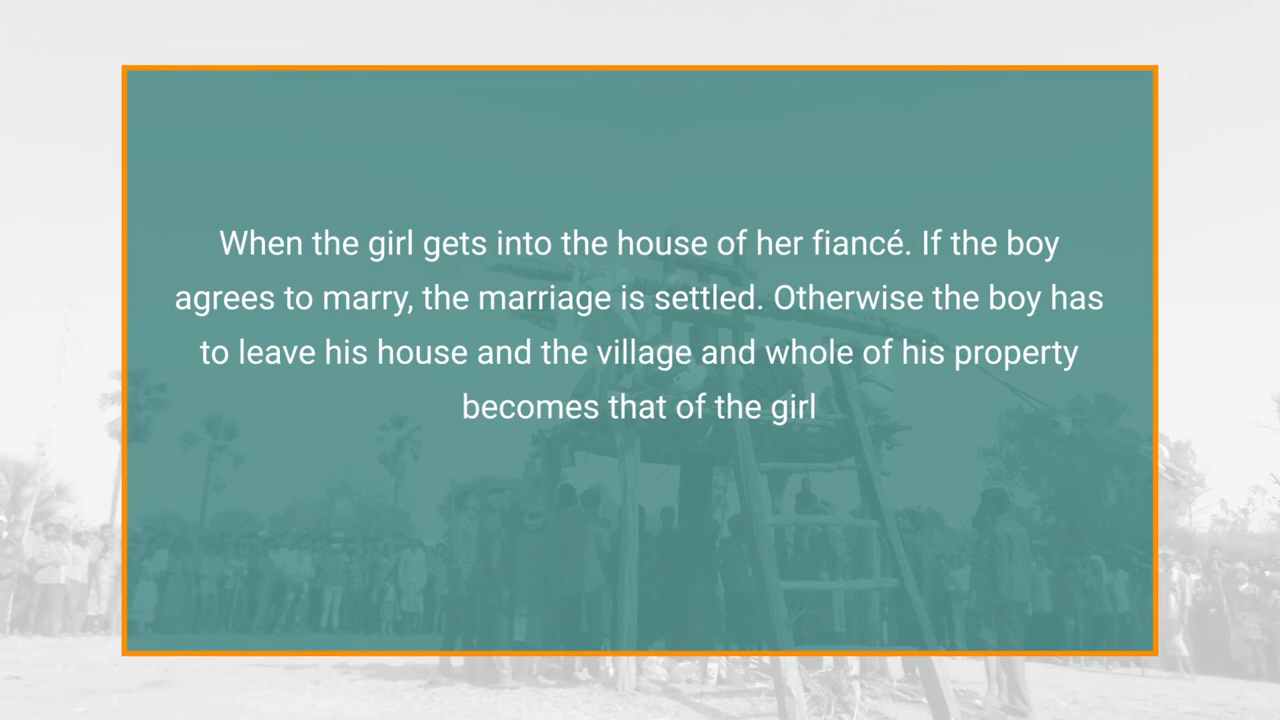 When the girl gets into the house of her fiancé. If the boy
agrees to marry, the marriage is settled. Otherwise the boy has
to leave his house and the village and whole of his property
becomes that of the girl